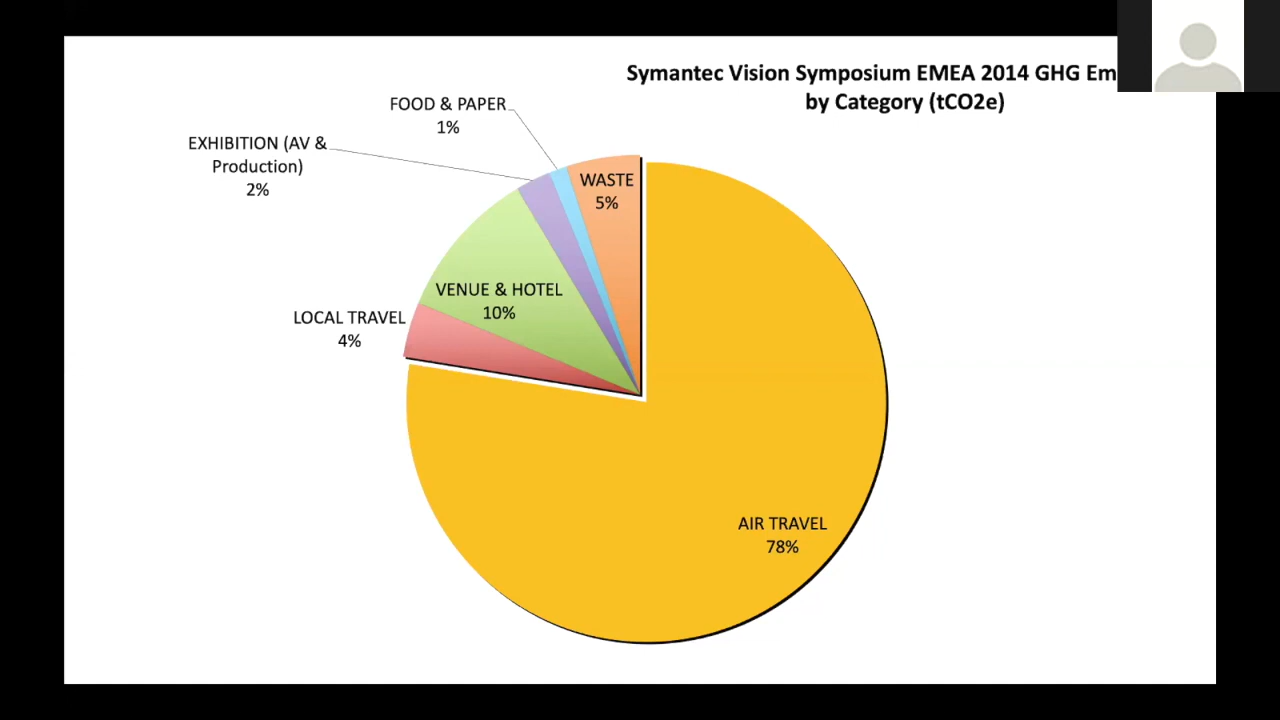 Symantec Vision Symposium EMEA 2014 GHG Em
by Category (tCO2e)
FOOD & PAPER
1%
EXHIBITION (AV &
Production)
2%
WASTE
5%
VENUE & HOTEL
10%
LOCAL TRAVEL
4%
AIR TRAVEL
78%